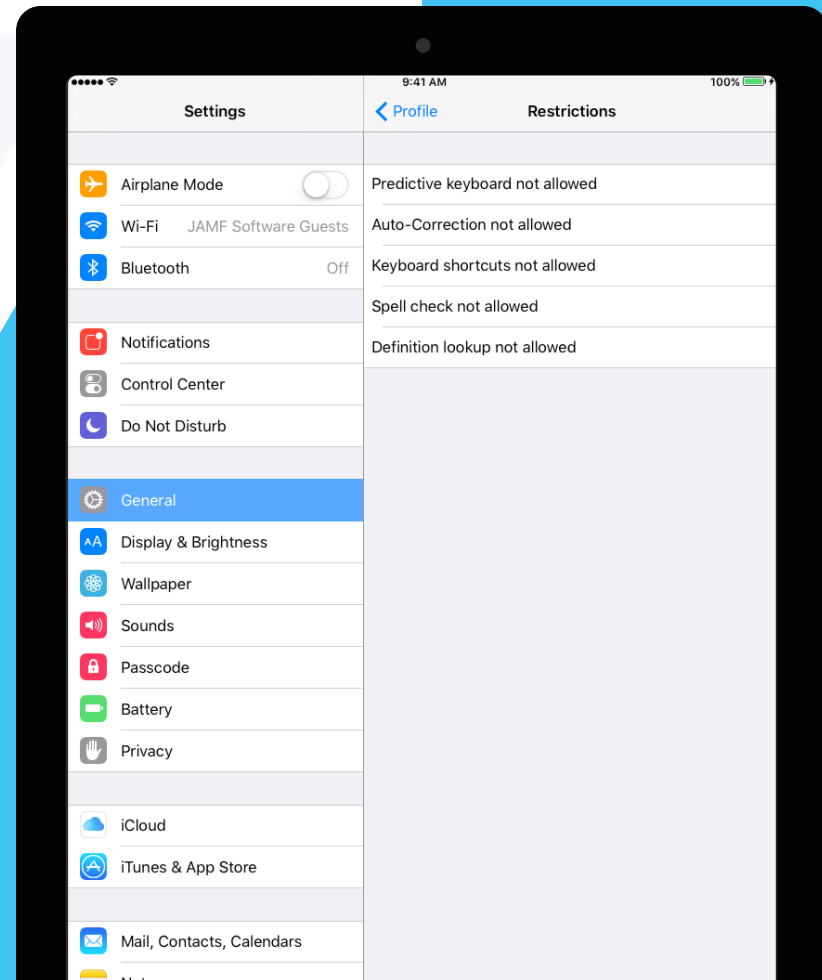 9:41 AM
100%
Settings
Profile
Restrictions
Airplane Mode
Wi-Fi JAMF Software Guests
Bluetooth Off
Notifications
Control Center
Do Not Disturb
General
AA Display & Brightness
Wallpaper
Sounds
Passcode
Battery
Privacy
iCloud
iTunes & App Store
Mail, Contacts, Calendars
Predictive keyboard not allowed
Auto-Correction not allowed
Keyboard shortcuts not allowed
Spell check not allowed
Definition lookup not allowed